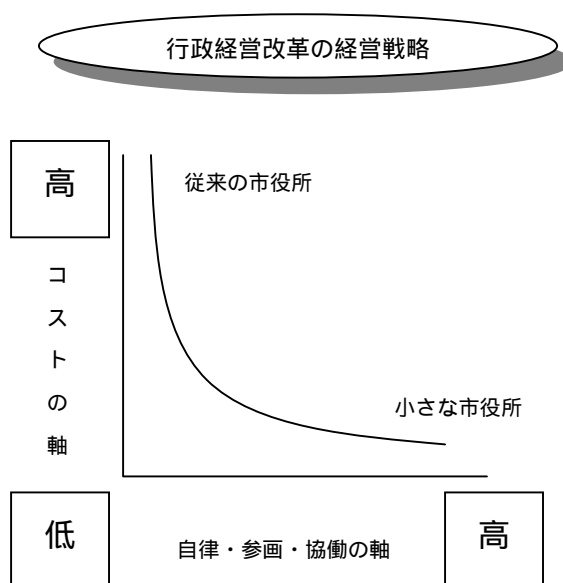 行政経営改革の経営戦略
高
従来の市役所
コストの軸
小さな市役所
低
自律・参画・協働の軸
高